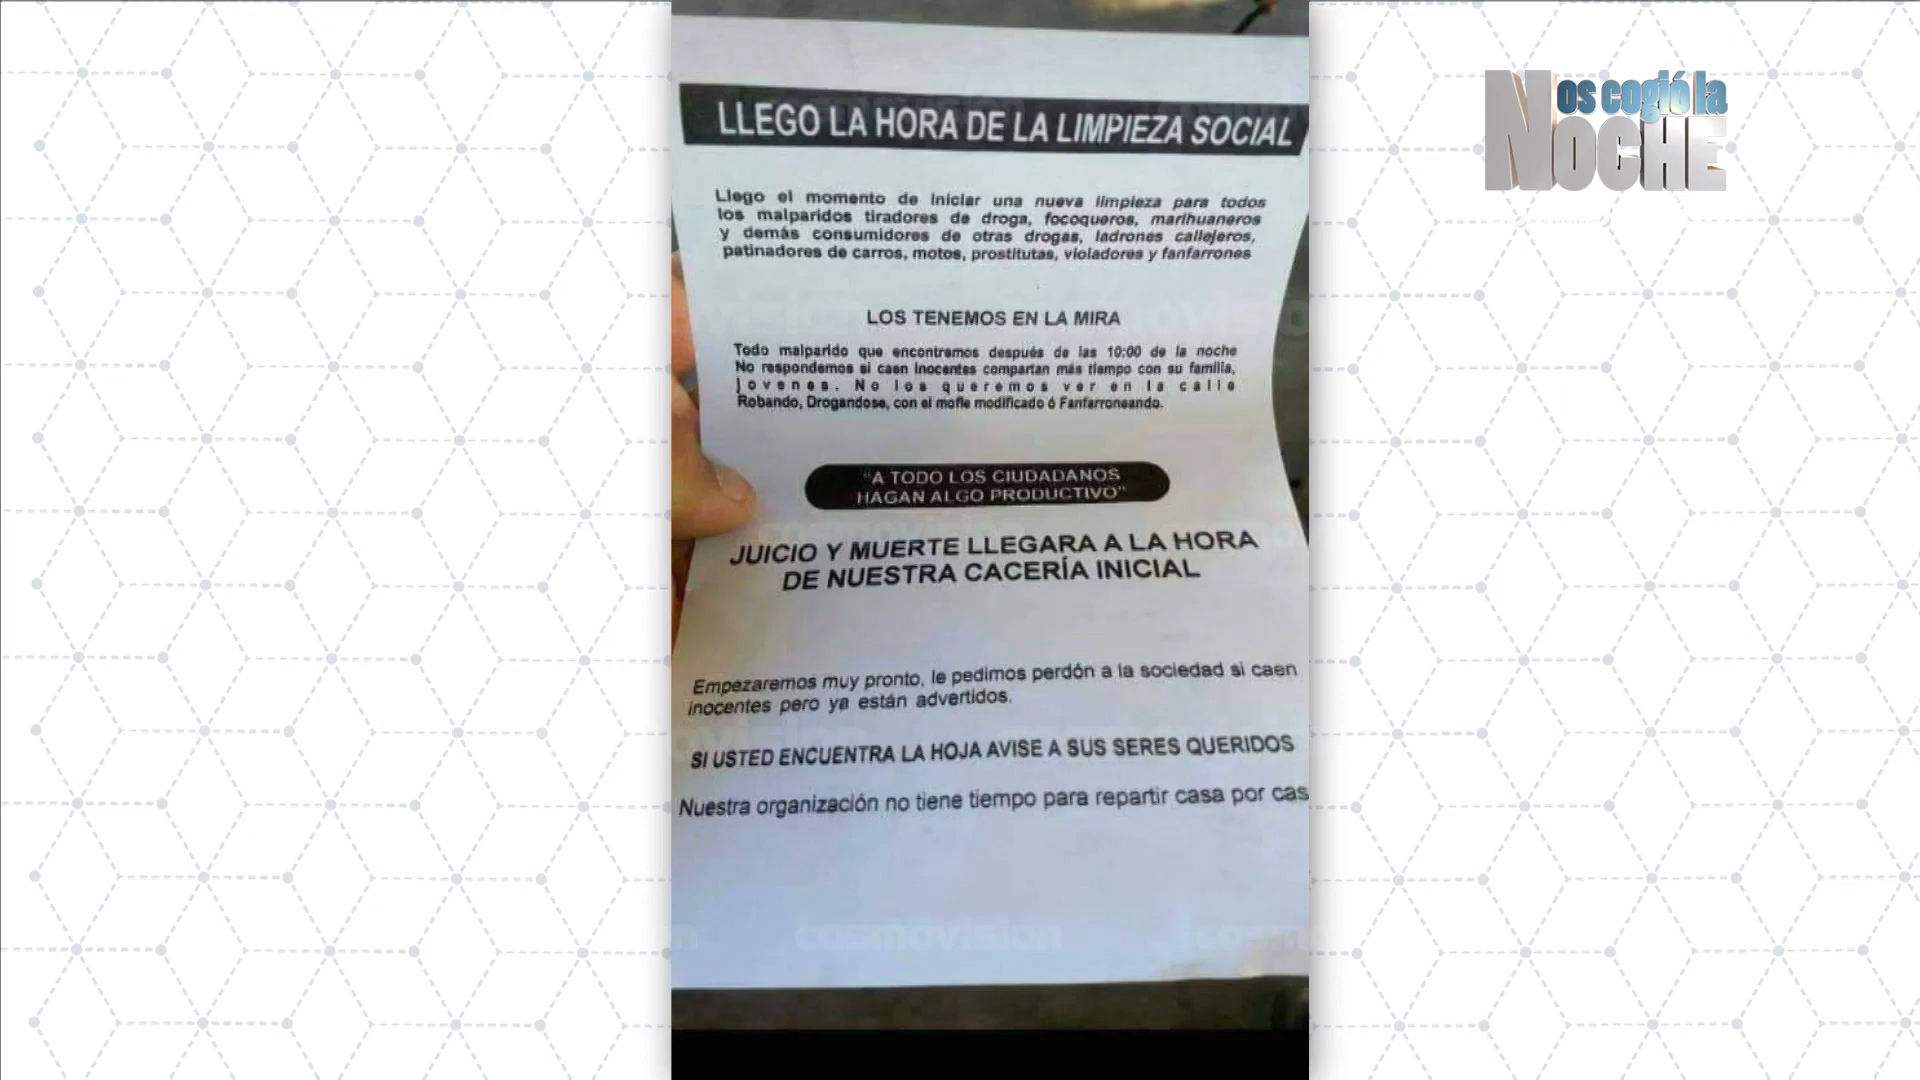 Nos cogió la
NOCHE
LLEGO LA HORA DE LA LIMPIEZA SOCIAL
Llego el momento de iniciar una nueva limpieza para todos
los malparidos tiradores de droga, focoqueros, marihuaneros
y demás consumidores de otras drogas, ladrones callejeros,
patinadores de carros, motos, prostitutas, violadores y fanfarrones
LOS TENEMOS EN LA MIRA
Todo malparido que encontremos después de las 10:00 de la noche
No respondemos si caen inocentes compartan más tiempo con su familia,
jovenes. No los queremos ver en la calle
Robando, Drogandose, con el mofle modificado ó Fanfarroneando.
"A TODO LOS CIUDADANOS
HAGAN ALGO PRODUCTIVO"
JUICIO Y MUERTE LLEGARA A LA HORA
DE NUESTRA CACERÍA INICIAL
Empezaremos muy pronto, le pedimos perdón a la sociedad si caen
inocentes pero ya están advertidos.
SI USTED ENCUENTRA LA HOJA AVISE A SUS SERES QUERIDOS
Nuestra organización no tiene tiempo para repartir casa por cas
cosmovision